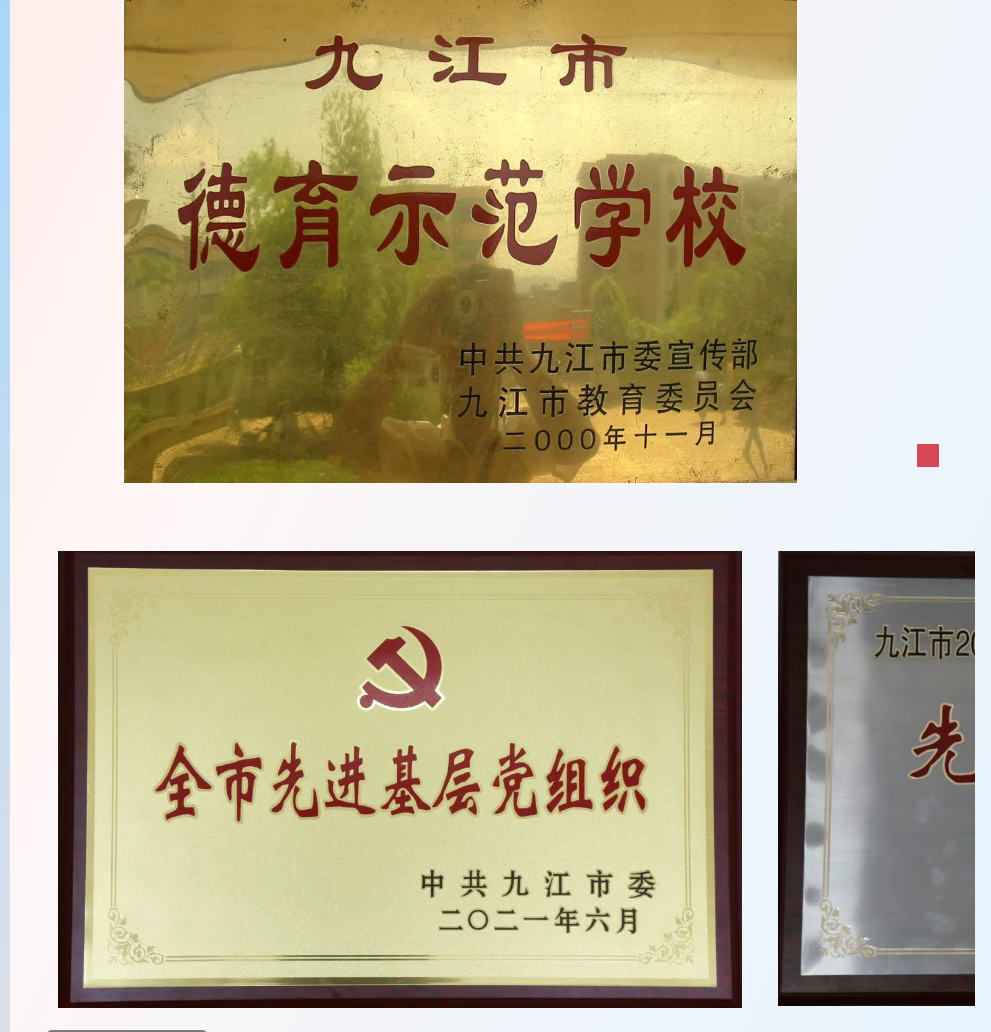 九江市
德育示范学校
中共九江市委宣传部
九江市教育委员会
二000年十一月
全市先进基层党组织
中共九江市委
二〇二一年六月
九江市20
先